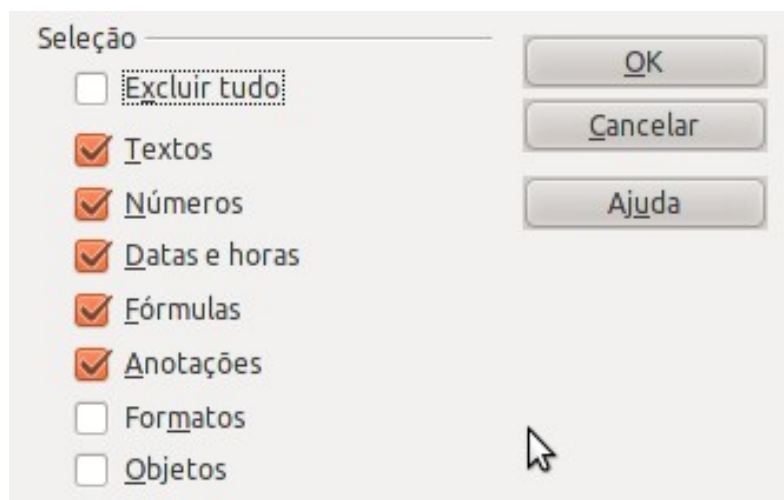 Seleção
Excluir tudo
Textos
Números
Datas e horas
Fórmulas
Anotações
Formatos
Objetos
OK
Cancelar
Ajuda